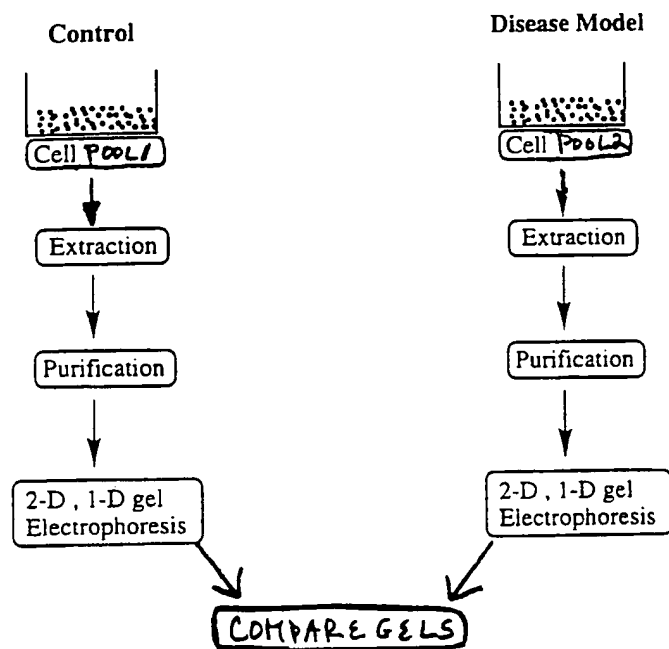 Control
Cell POOL1
Extraction
Purification
2-D , 1-D gel
Electrophoresis
Disease Model
Cell POOL2
Extraction
Purification
2-D , 1-D gel
Electrophoresis
COMPARE GELS